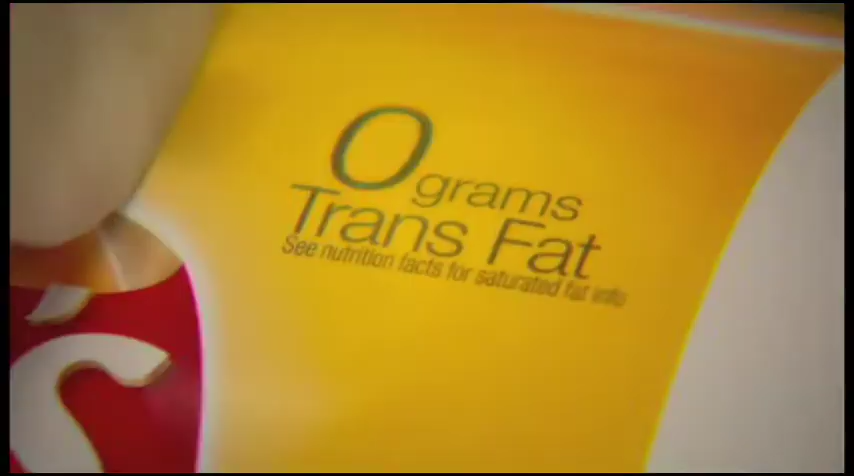 0 grams
Trans Fat
See nutrition facts for saturated fat info